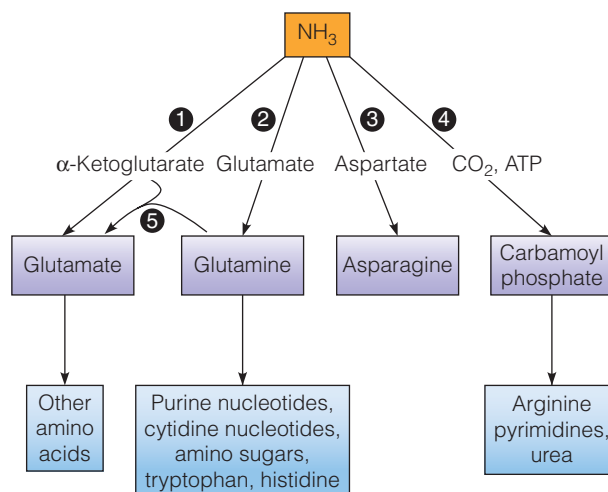 NH3
1
2
3
4
α-Ketoglutarate
Glutamate
Aspartate
CO2, ATP
5
Glutamate
Glutamine
Asparagine
Carbamoyl
phosphate
Other
amino
acids
Purine nucleotides,
cytidine nucleotides,
amino sugars,
tryptophan, histidine
Arginine
pyrimidines,
urea